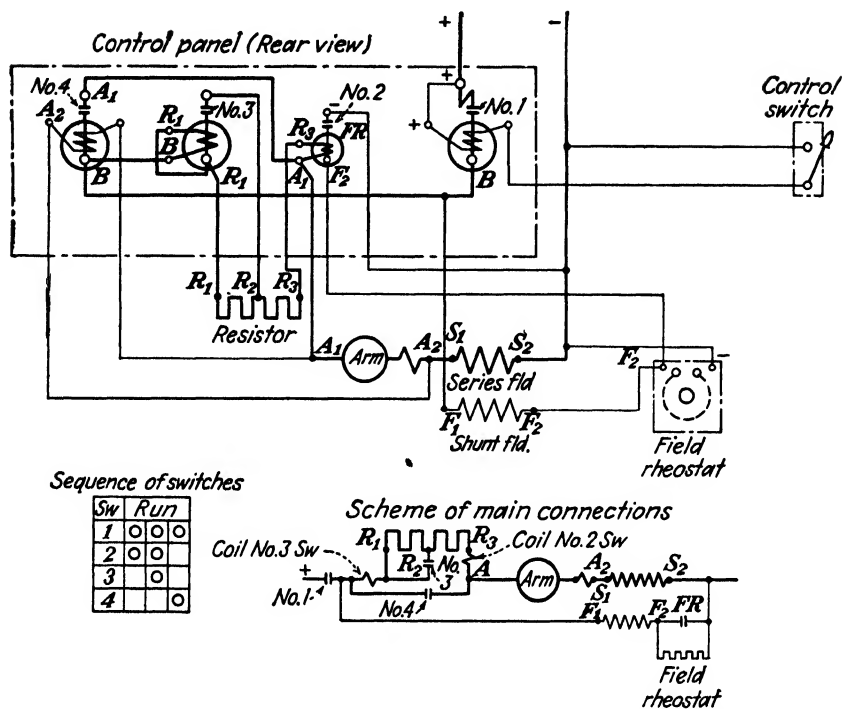 +
-
Control panel (Rear view)
No.4
A1
A2
B
R1
No.3
B
R1
No.2
-
R3
FR
A1
F2
+
No.1
+
B
Control
switch
R1
R2
R3
Resistor
A1
Arm
A2
S1
S2
Series fld
F1
F2
Shunt fld.
F2
-
Field
rheostat
Sequence of switches
Sw Run
1 O O O
2 O O
3 O
4 O
Scheme of main connections
R1
R3
Coil No.3 Sw
Coil No.2 Sw
R2
No.
3
A
+
No.1
No.4
Arm
A2
S1
S2
F1
F2
FR
Field
rheostat